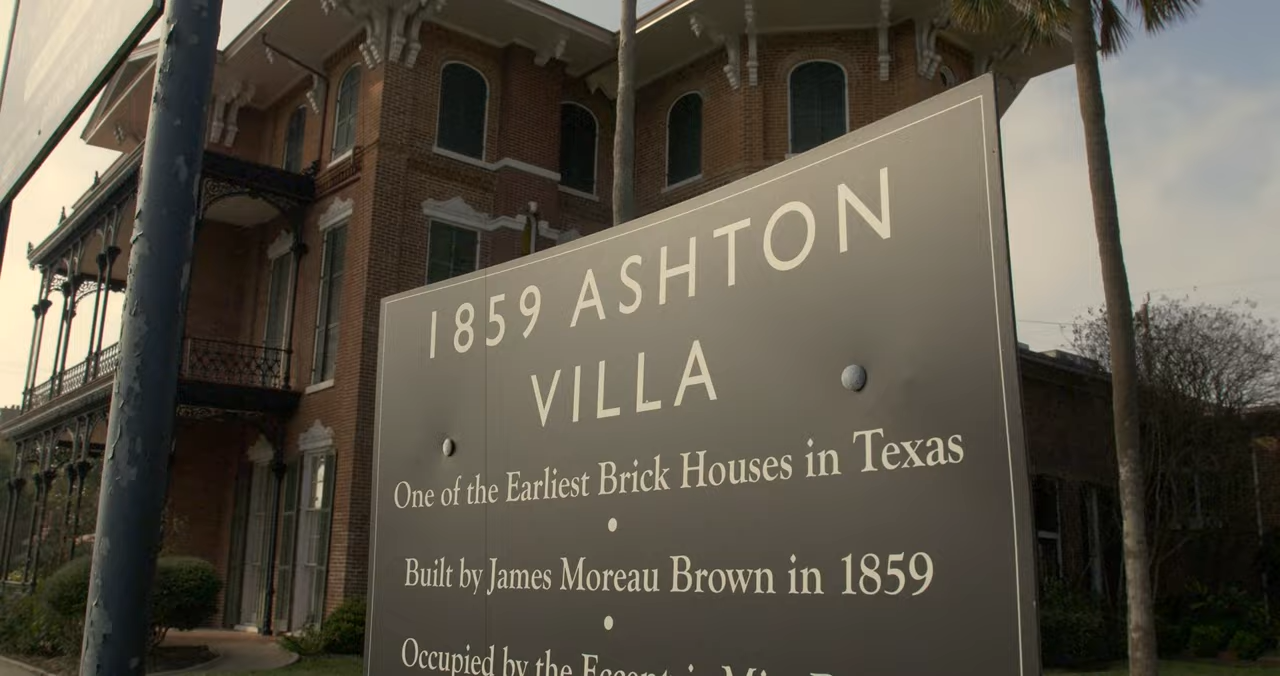 1859 ASHTON
VILLA
One of the Earliest Brick Houses in Texas
•
Built by James Moreau Brown in 1859
•
Occupied by the